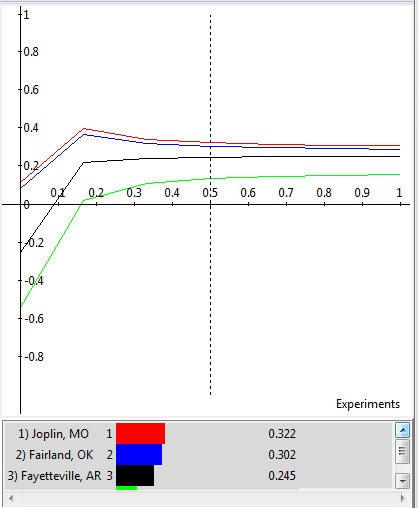 1
0.8
0.6
0.4
0.2
0.1 0.2 0.3 0.4 0.5 0.6 0.7 0.8 0.9 1
0
-0.2
-0.4
-0.6
-0.8
Experiments
1) Joplin, MO 1 0.322
2) Fairland, OK 2 0.302
3) Fayetteville, AR 3 0.245